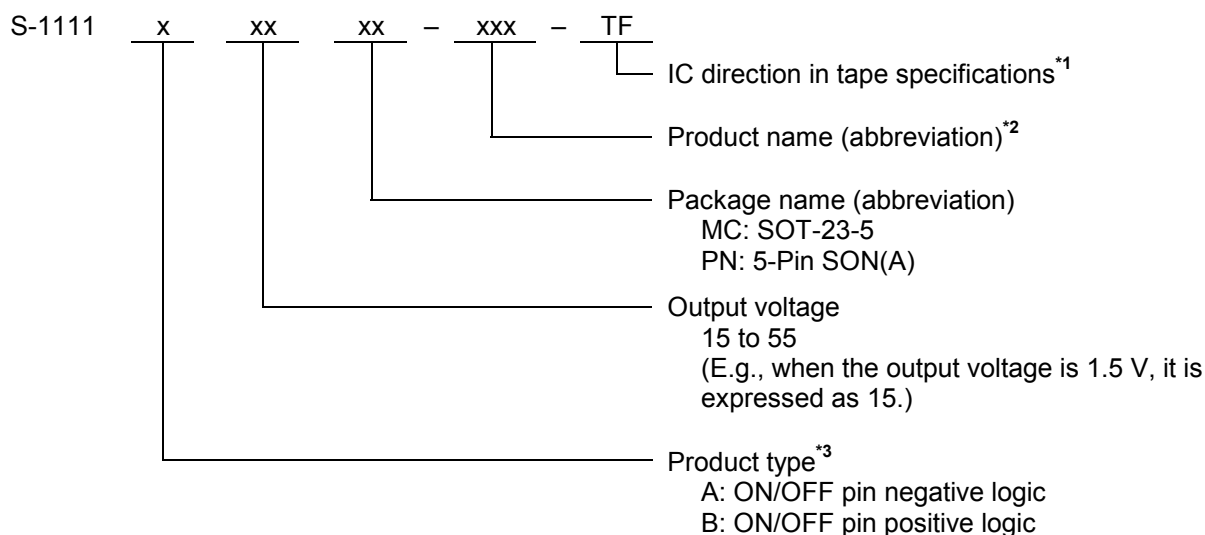 S-1111 x xx xx – xxx – TF
IC direction in tape specifications*1
Product name (abbreviation)*2
Package name (abbreviation)
MC: SOT-23-5
PN: 5-Pin SON(A)
Output voltage
15 to 55
(E.g., when the output voltage is 1.5 V, it is
expressed as 15.)
Product type*3
A: ON/OFF pin negative logic
B: ON/OFF pin positive logic